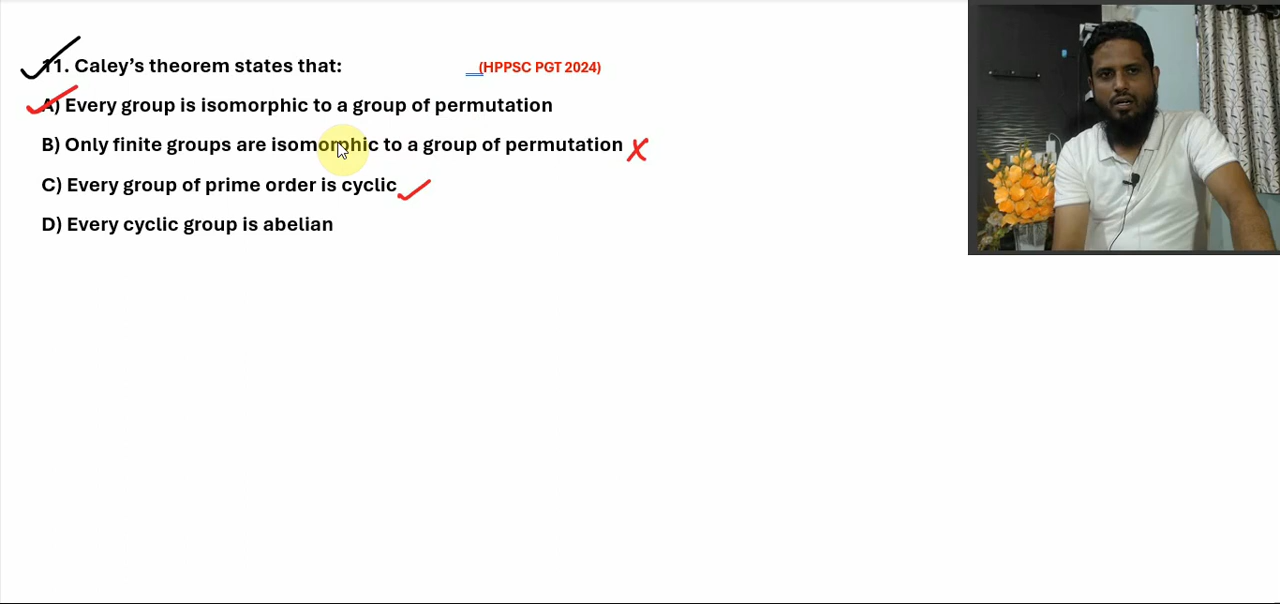 11. Caley’s theorem states that: __(HPPSC PGT 2024)
A) Every group is isomorphic to a group of permutation
B) Only finite groups are isomorphic to a group of permutation
C) Every group of prime order is cyclic
D) Every cyclic group is abelian